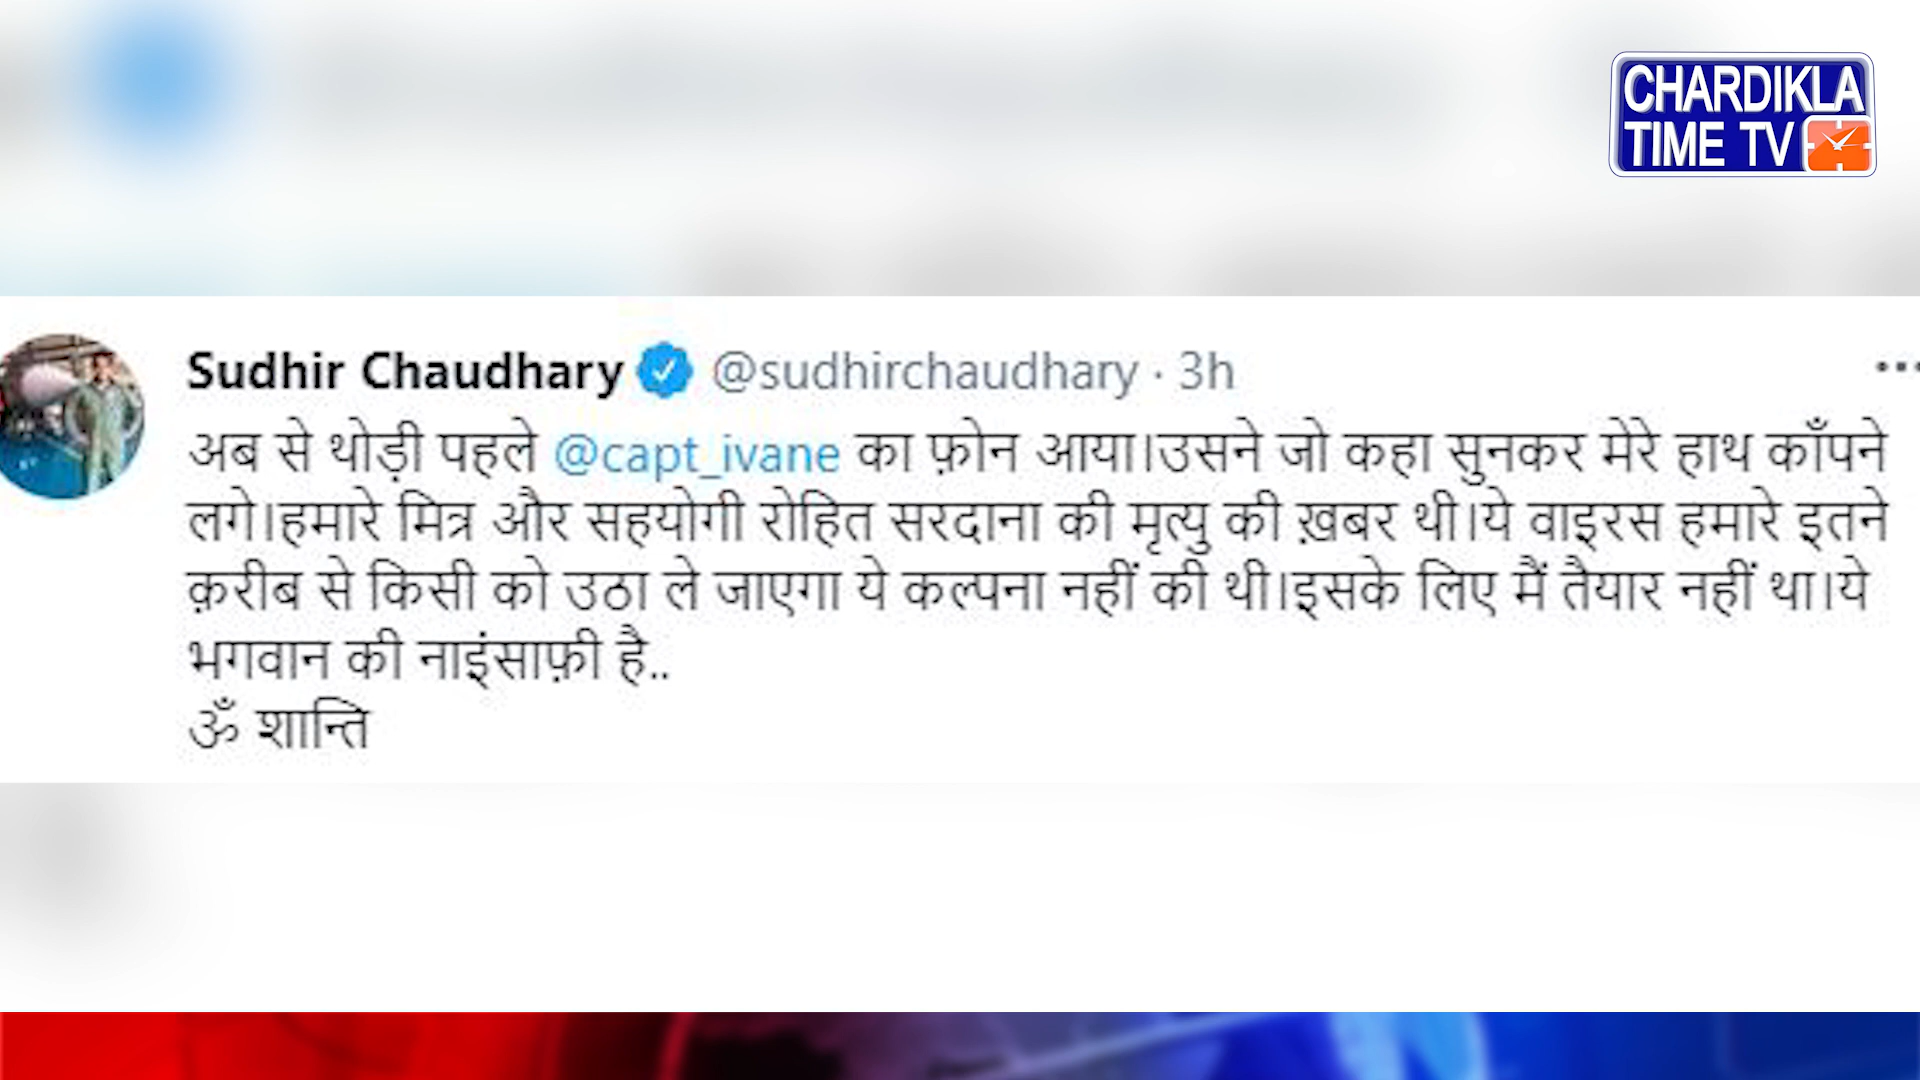 CHARDIKLA
TIME TV
Sudhir Chaudhary @sudhirchaudhary · 3h
अब से थोड़ी पहले @capt_ivane का फ़ोन आया।उसने जो कहा सुनकर मेरे हाथ काँपने
लगे।हमारे मित्र और सहयोगी रोहित सरदाना की मृत्यु की ख़बर थी।ये वाइरस हमारे इतने
क़रीब से किसी को उठा ले जाएगा ये कल्पना नहीं की थी।इसके लिए मैं तैयार नहीं था।ये
भगवान की नाइंसाफ़ी है..
ॐ शान्ति